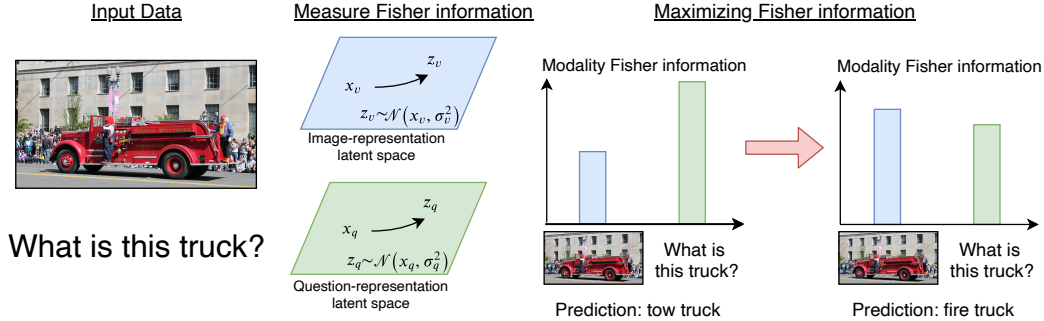 Input Data
Measure Fisher information
Maximizing Fisher information
What is this truck?
x_v
z_v
z_v~𝒩(x_v, σ_v^2)
Image-representation
latent space
x_q
z_q
z_q~𝒩(x_q, σ_q^2)
Question-representation
latent space
Modality Fisher information
What is
this truck?
Prediction: tow truck
Modality Fisher information
What is
this truck?
Prediction: fire truck